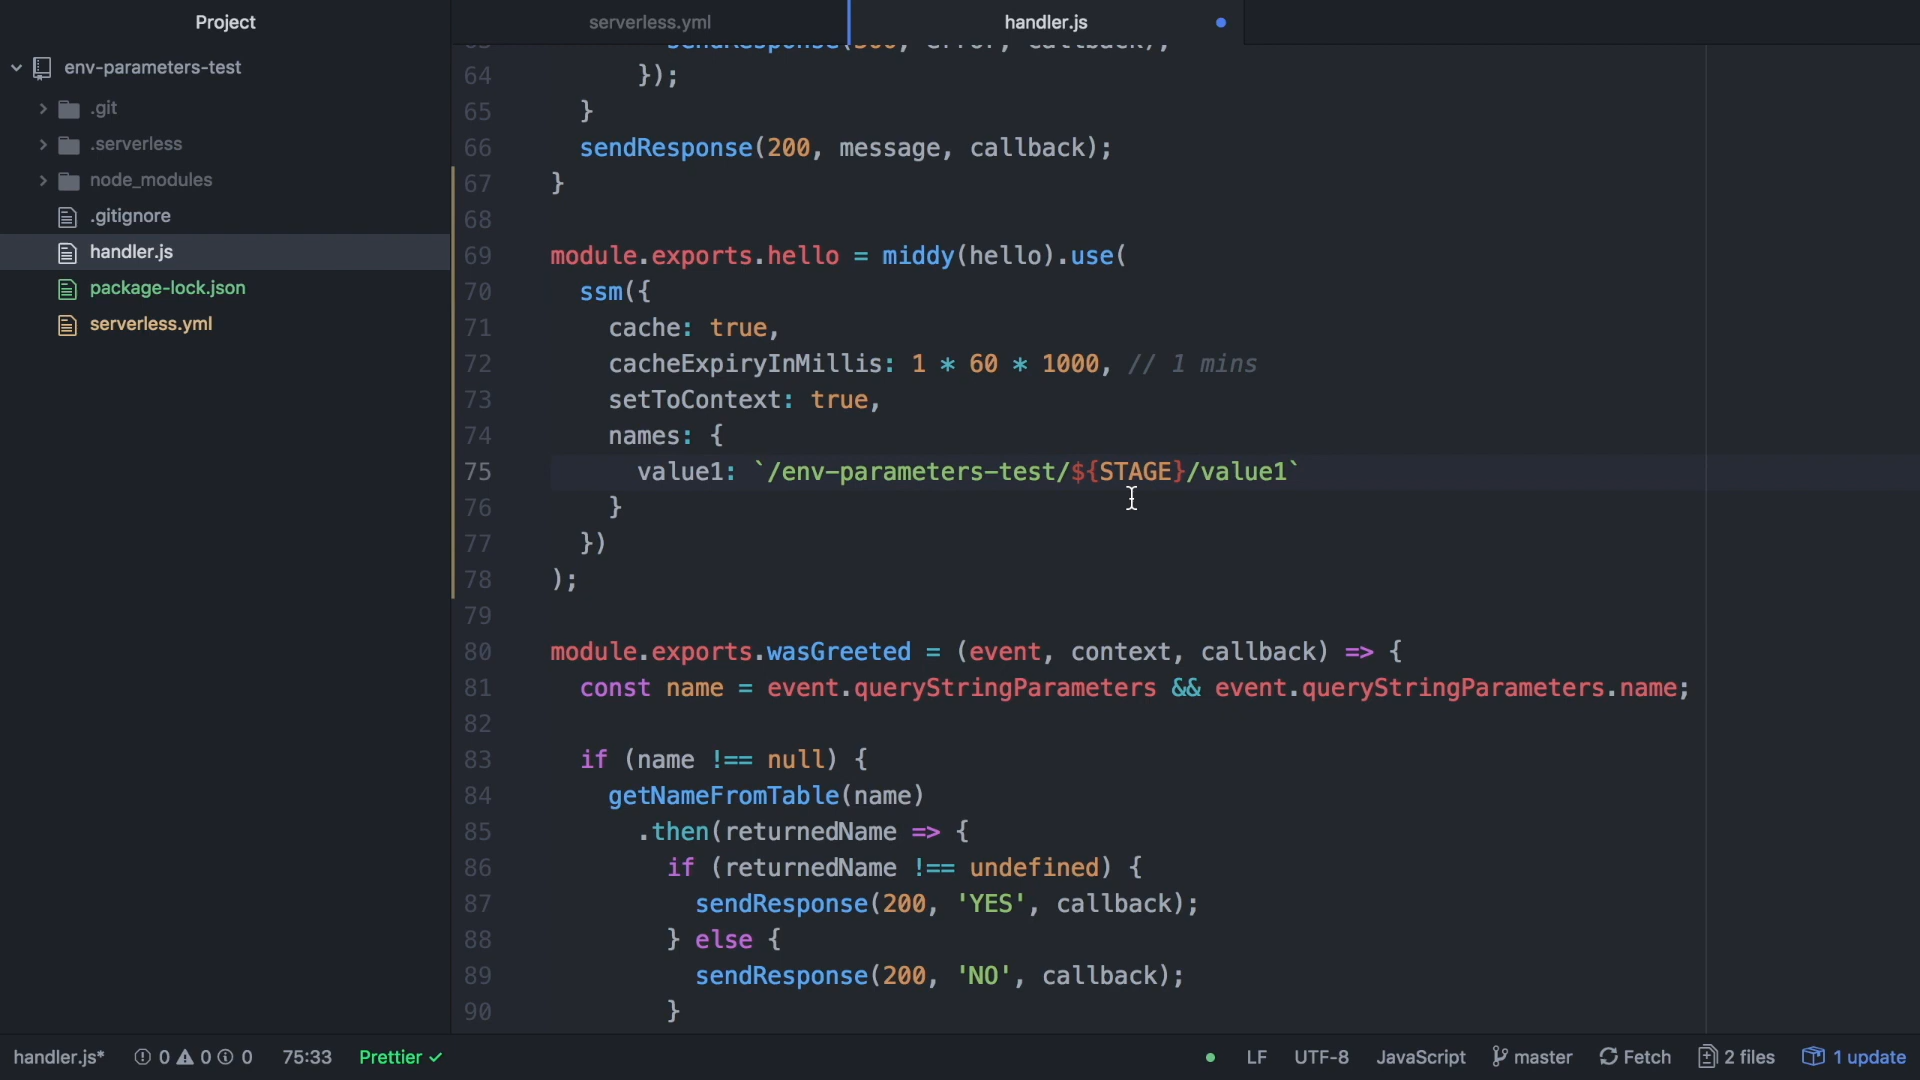 Project
serverless.yml
handler.js
env-parameters-test
.git
.serverless
node_modules
.gitignore
handler.js
package-lock.json
serverless.yml
64 });
65 }
66 sendResponse(200, message, callback);
67 }
68
69 module.exports.hello = middy(hello).use(
70 ssm({
71 cache: true,
72 cacheExpiryInMillis: 1 * 60 * 1000, // 1 mins
73 setToContext: true,
74 names: {
75 value1: `/env-parameters-test/${STAGE}/value1`
76 }
77 })
78 );
79
80 module.exports.wasGreeted = (event, context, callback) => {
81 const name = event.queryStringParameters && event.queryStringParameters.name;
82
83 if (name !== null) {
84 getNameFromTable(name)
85 .then(returnedName => {
86 if (returnedName !== undefined) {
87 sendResponse(200, 'YES', callback);
88 } else {
89 sendResponse(200, 'NO', callback);
90 }
handler.js* 0 0 0 75:33 Prettier ✓ LF UTF-8 JavaScript master Fetch 2 files 1 update